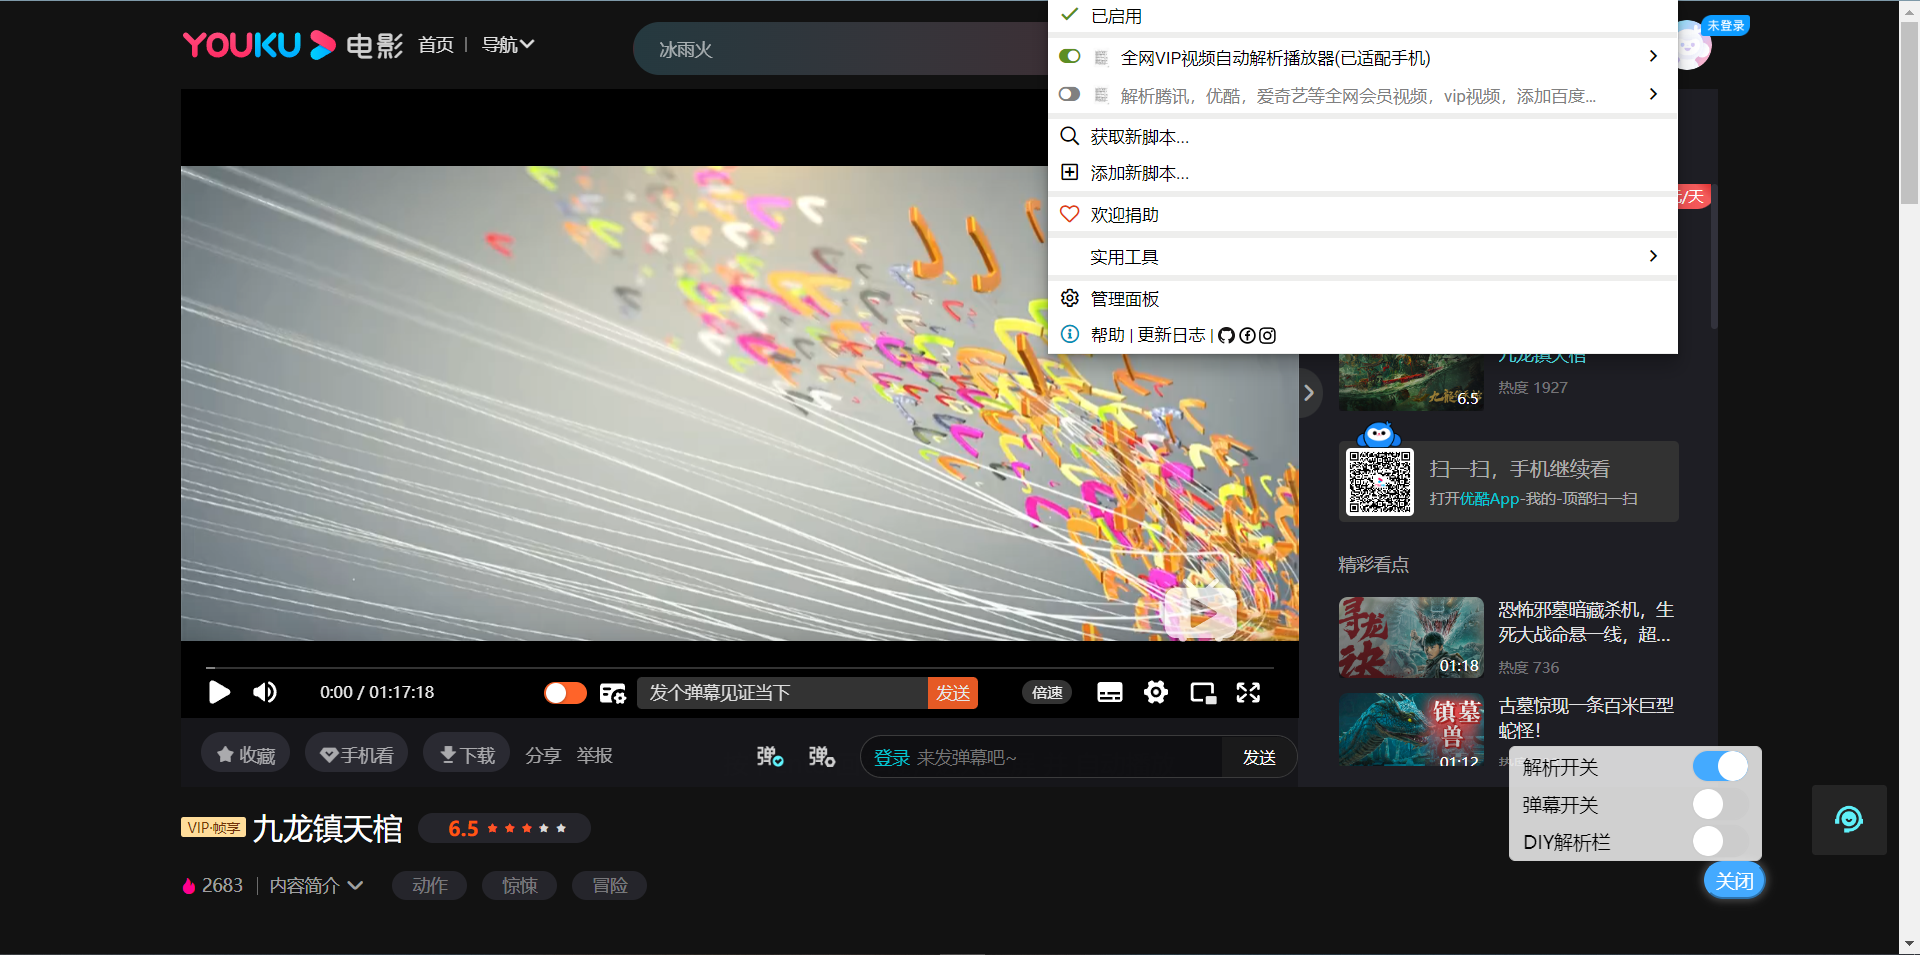 YOUKU 电影 首页 | 导航
冰雨火
未登录
已启用
全网VIP视频自动解析播放器(已适配手机)
解析腾讯，优酷，爱奇艺等全网会员视频，vip视频，添加百度...
获取新脚本...
添加新脚本...
欢迎捐助
实用工具
管理面板
帮助 | 更新日志 |
/天
九龙镇天棺
热度 1927
6.5
扫一扫，手机继续看
打开优酷App-我的-顶部扫一扫
精彩看点
寻龙诀
01:18
恐怖邪墓暗藏杀机，生
死大战命悬一线，超...
热度 736
镇墓兽
01:12
古墓惊现一条百米巨型
蛇怪！
0:00 / 01:17:18
发个弹幕见证当下 发送
倍速
收藏 手机看 下载 分享 举报
弹 弹
登录 来发弹幕吧~ 发送
解析开关
弹幕开关
DIY解析栏
关闭
VIP·帧享 九龙镇天棺 6.5
2683 | 内容简介 动作 惊悚 冒险